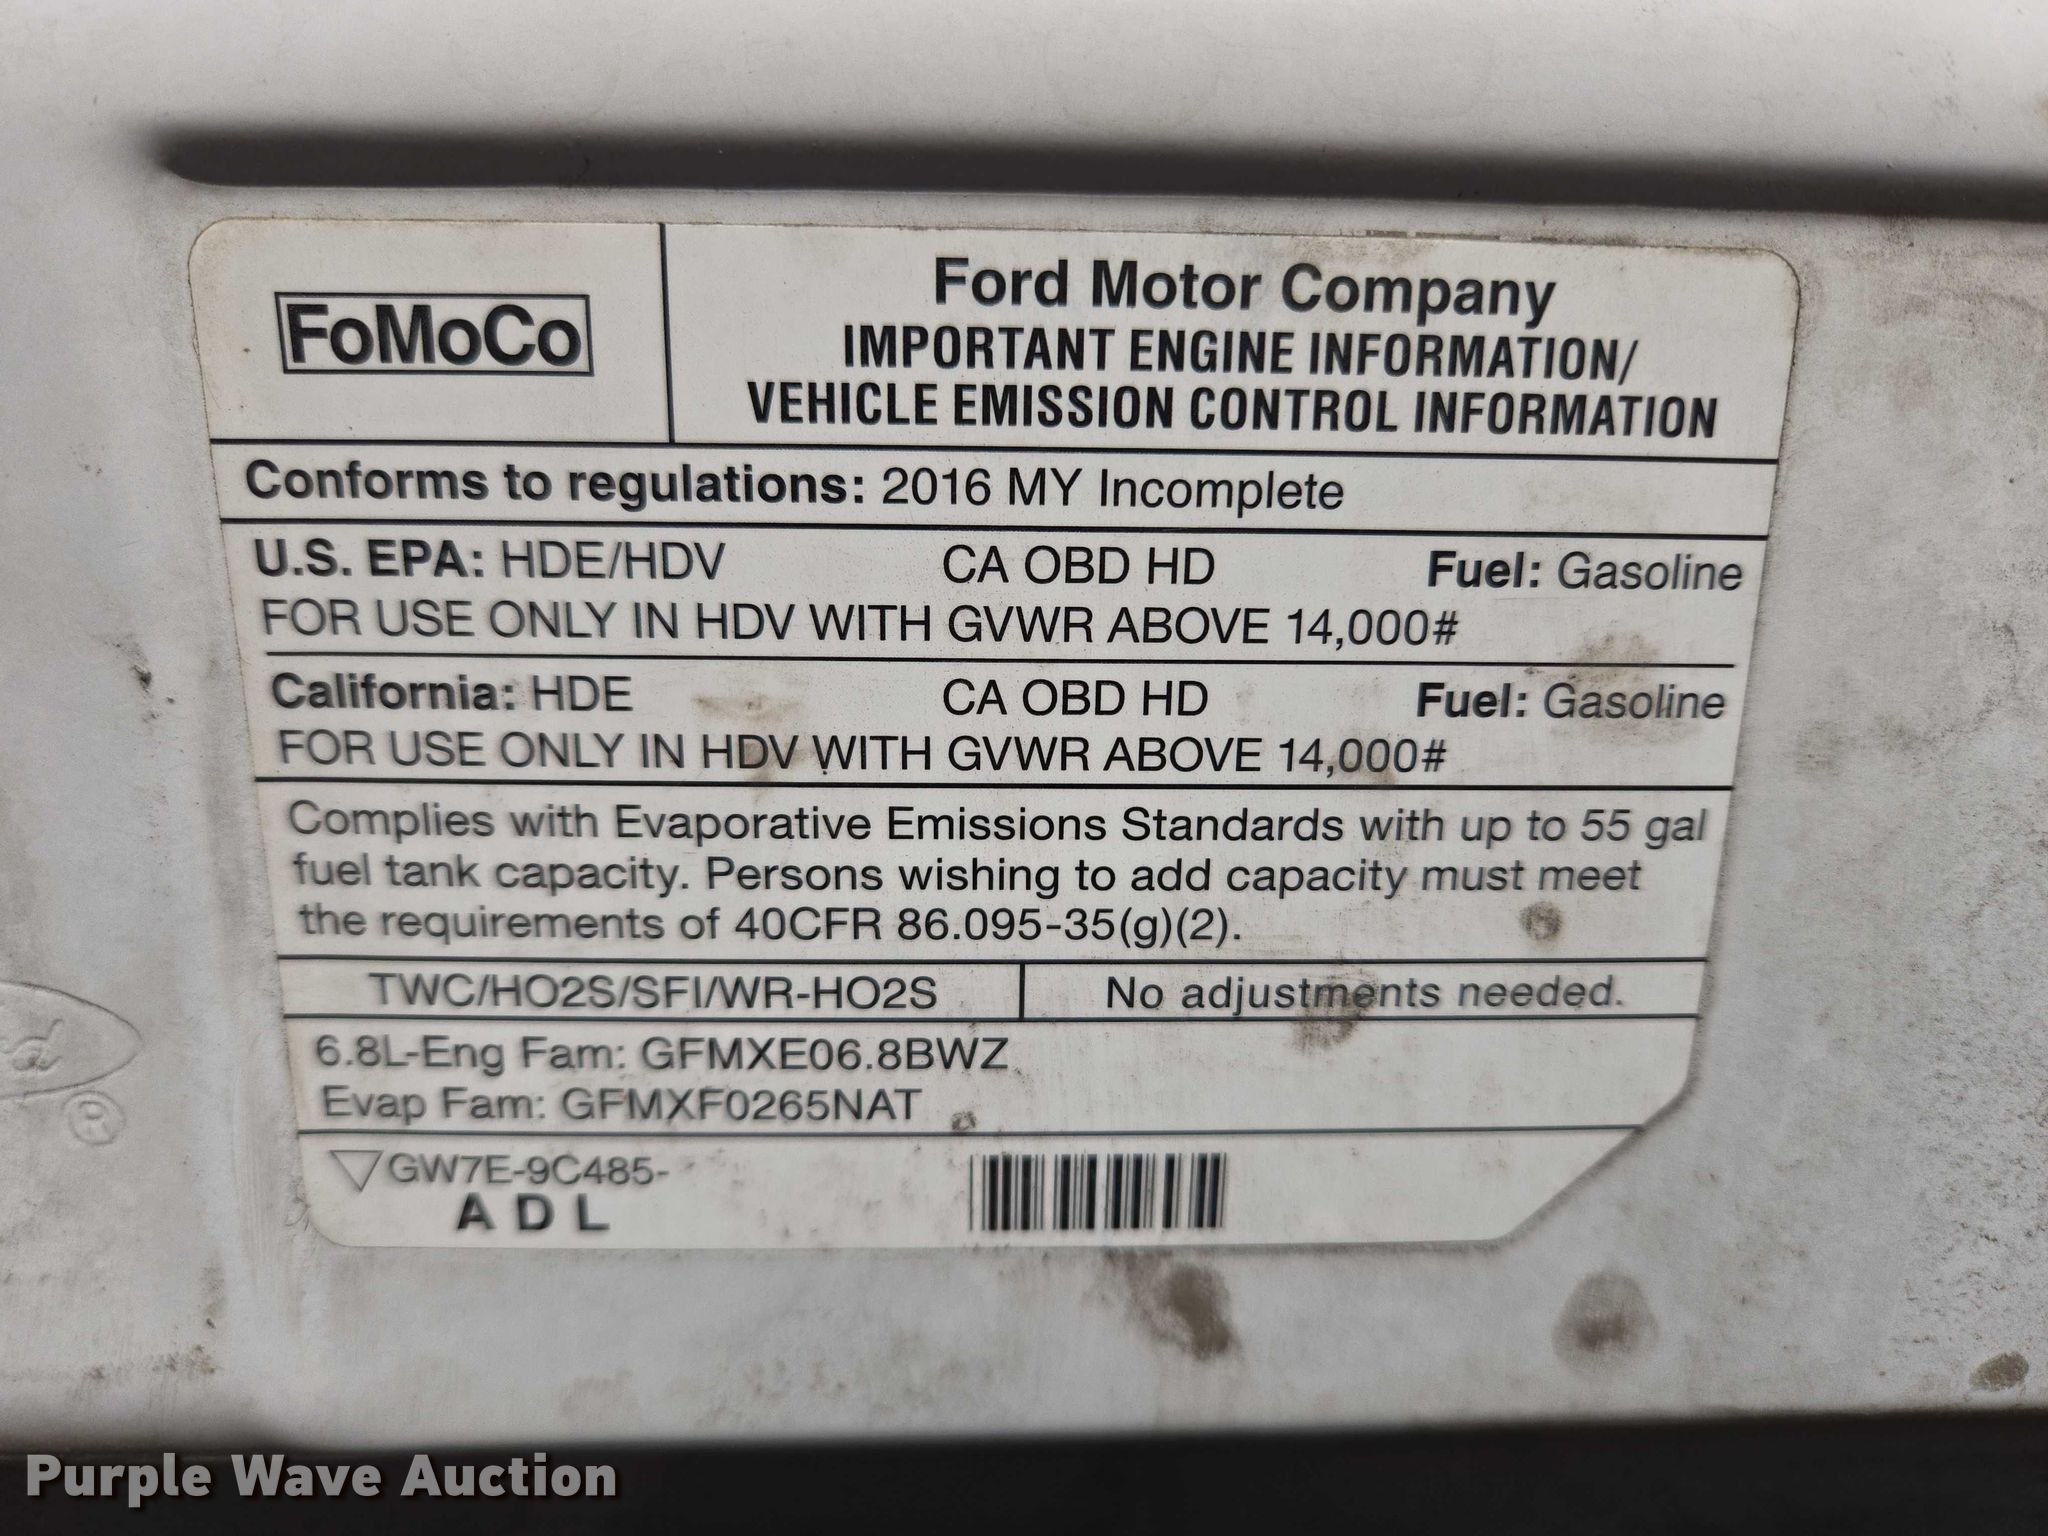 FoMoCo
Ford Motor Company
IMPORTANT ENGINE INFORMATION/
VEHICLE EMISSION CONTROL INFORMATION
Conforms to regulations: 2016 MY Incomplete
U.S. EPA: HDE/HDV CA OBD HD Fuel: Gasoline
FOR USE ONLY IN HDV WITH GVWR ABOVE 14,000#
California: HDE CA OBD HD Fuel: Gasoline
FOR USE ONLY IN HDV WITH GVWR ABOVE 14,000#
Complies with Evaporative Emissions Standards with up to 55 gal
fuel tank capacity. Persons wishing to add capacity must meet
the requirements of 40CFR 86.095-35(g)(2).
TWC/HO2S/SFI/WR-HO2S No adjustments needed.
6.8L-Eng Fam: GFMXE06.8BWZ
Evap Fam: GFMXF0265NAT
GW7E-9C485-
A D L
®
Purple Wave Auction